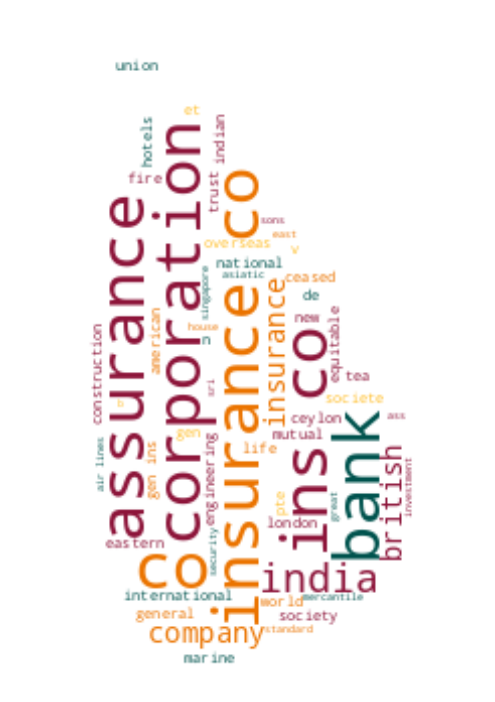 union
et
hotels
indian
corporation
fire
trust
co
assurance
sons
east
overseas
v
national
asiatic
singapore
ceased
insurance co
insurance
de
american
equitable
new
construction
house
n
ins co
tea
sri
societe
b
bank
ass
ceylon
gen
mutual
engineering
life
air lines
gen ins
british
investment
pte
great
london
security
eastern
co
india
international
world
mercantile
general
society
company
standard
marine